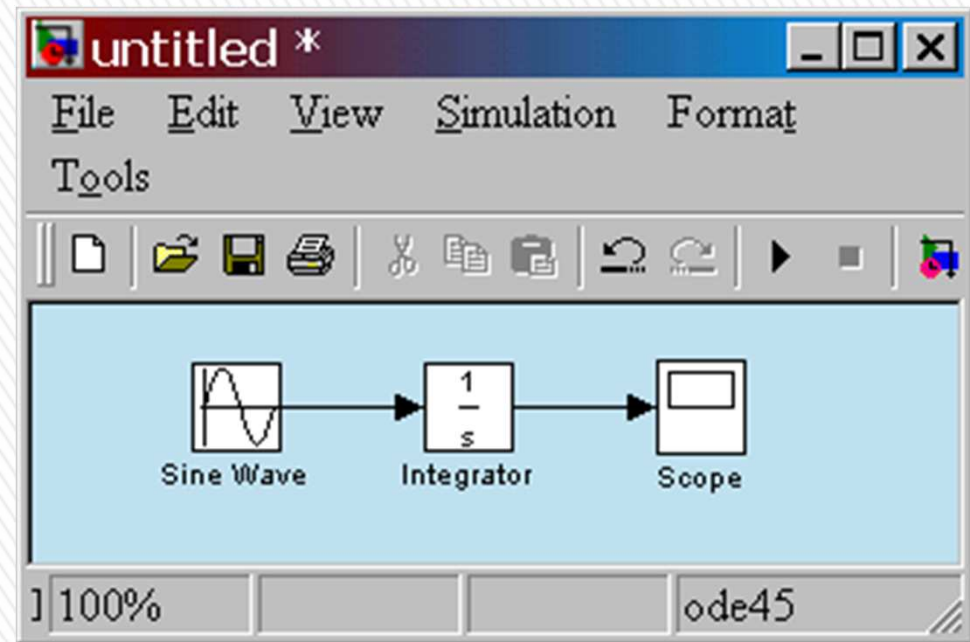 untitled *
File Edit View Simulation Format
Tools
1
s
Sine Wave Integrator Scope
100% ode45